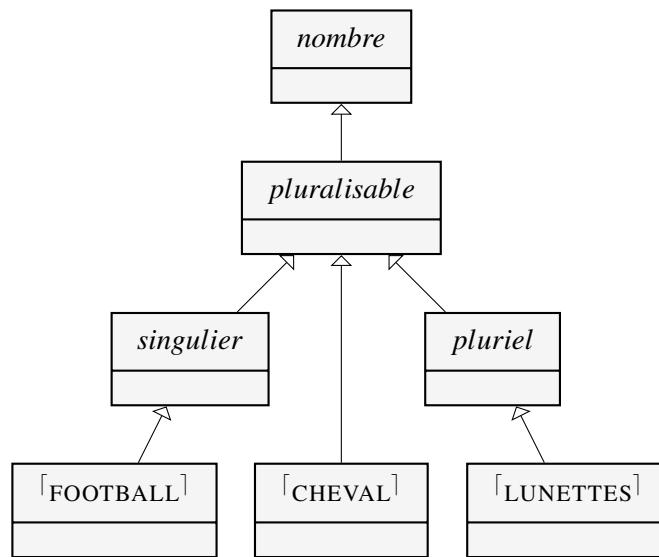 nombre
pluralisable
singulier
pluriel
⌈FOOTBALL⌉
⌈CHEVAL⌉
⌈LUNETTES⌉